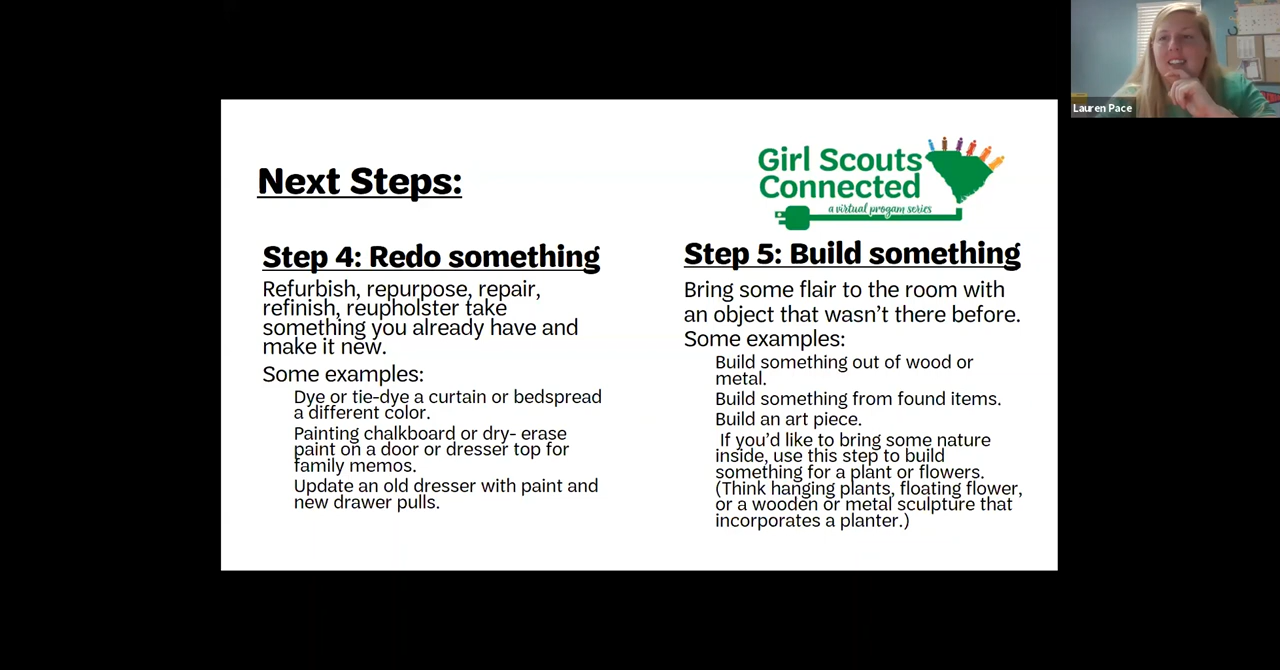 Lauren Pace
Next Steps:
Girl Scouts
Connected
a virtual progam series
Step 4: Redo something
Refurbish, repurpose, repair,
refinish, reupholster take
something you already have and
make it new.
Some examples:
Dye or tie-dye a curtain or bedspread
a different color.
Painting chalkboard or dry- erase
paint on a door or dresser top for
family memos.
Update an old dresser with paint and
new drawer pulls.
Step 5: Build something
Bring some flair to the room with
an object that wasn’t there before.
Some examples:
Build something out of wood or
metal.
Build something from found items.
Build an art piece.
If you’d like to bring some nature
inside, use this step to build
something for a plant or flowers.
(Think hanging plants, floating flower,
or a wooden or metal sculpture that
incorporates a planter.)